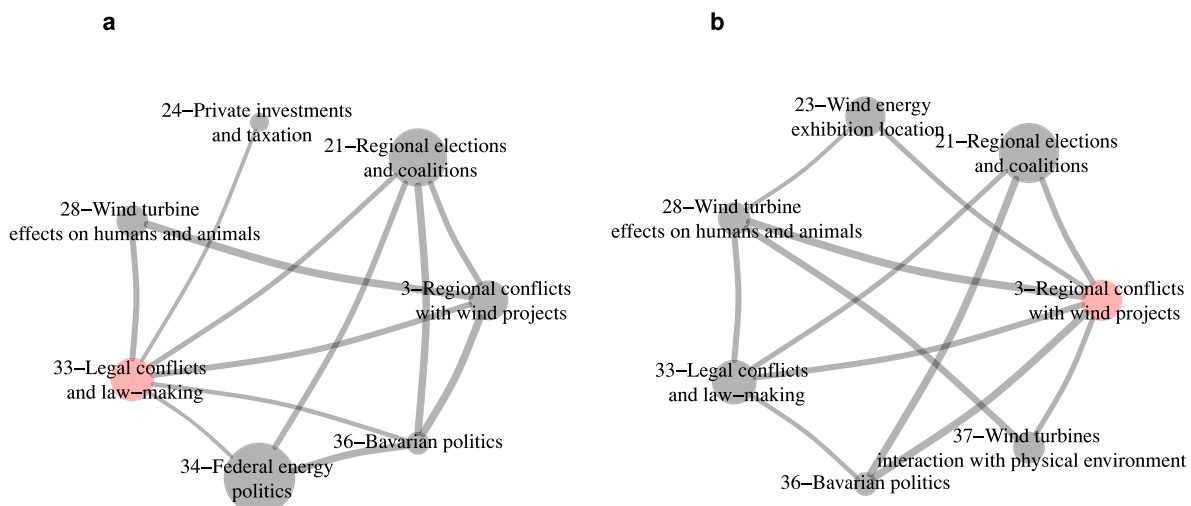 a
24–Private investments
and taxation
21–Regional elections
and coalitions
28–Wind turbine
effects on humans and animals
3–Regional conflicts
with wind projects
33–Legal conflicts
and law–making
36–Bavarian politics
34–Federal energy
politics
b
23–Wind energy
exhibition location
21–Regional elections
and coalitions
28–Wind turbine
effects on humans and animals
3–Regional conflicts
with wind projects
33–Legal conflicts
and law–making
37–Wind turbines
interaction with physical environment
36–Bavarian politics